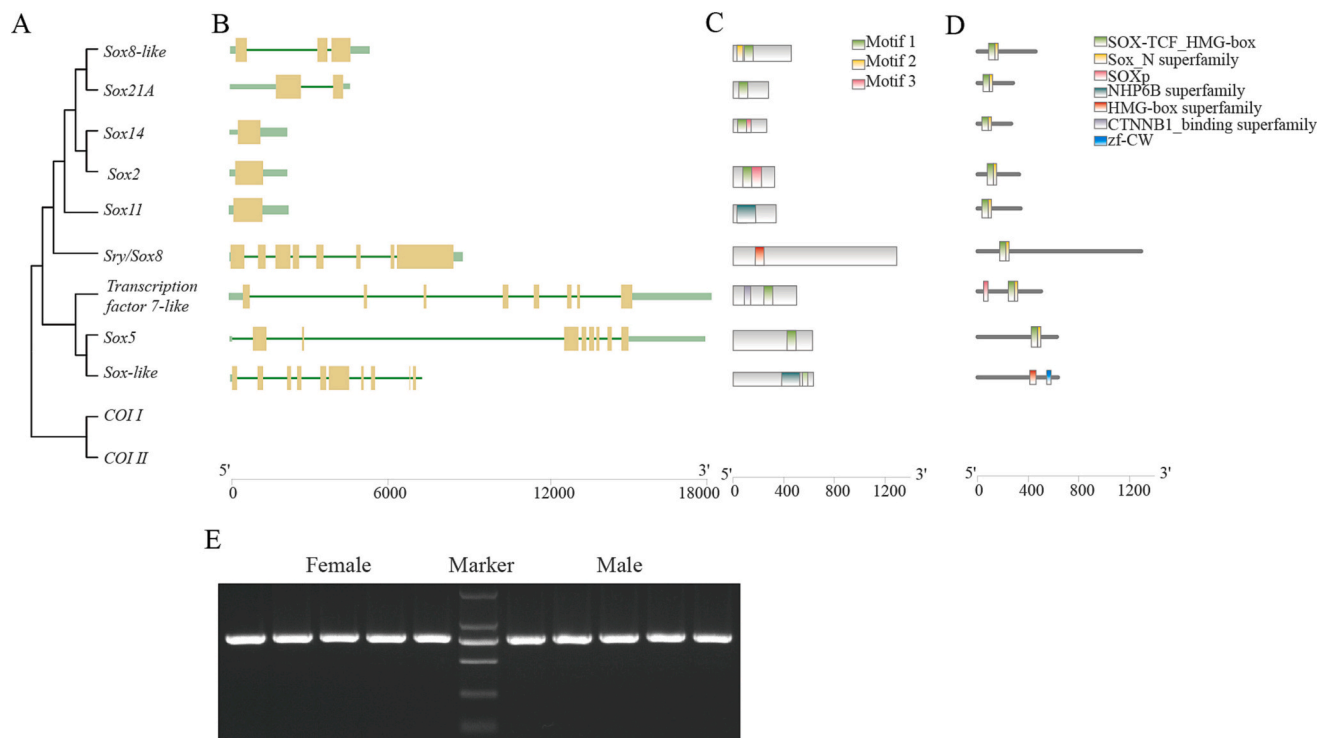 A
B
C
D
Sox8-like
Sox21A
Sox14
Sox2
Sox11
Sry/Sox8
Transcription
factor 7-like
Sox5
Sox-like
COI I
COI II
5'
3'
0
6000
12000
18000
Motif 1
Motif 2
Motif 3
5'
3'
0
400
800
1200
SOX-TCF_HMG-box
Sox_N superfamily
SOXp
NHP6B superfamily
HMG-box superfamily
CTNNB1_binding superfamily
zf-CW
5'
3'
0
400
800
1200
E
Female
Marker
Male